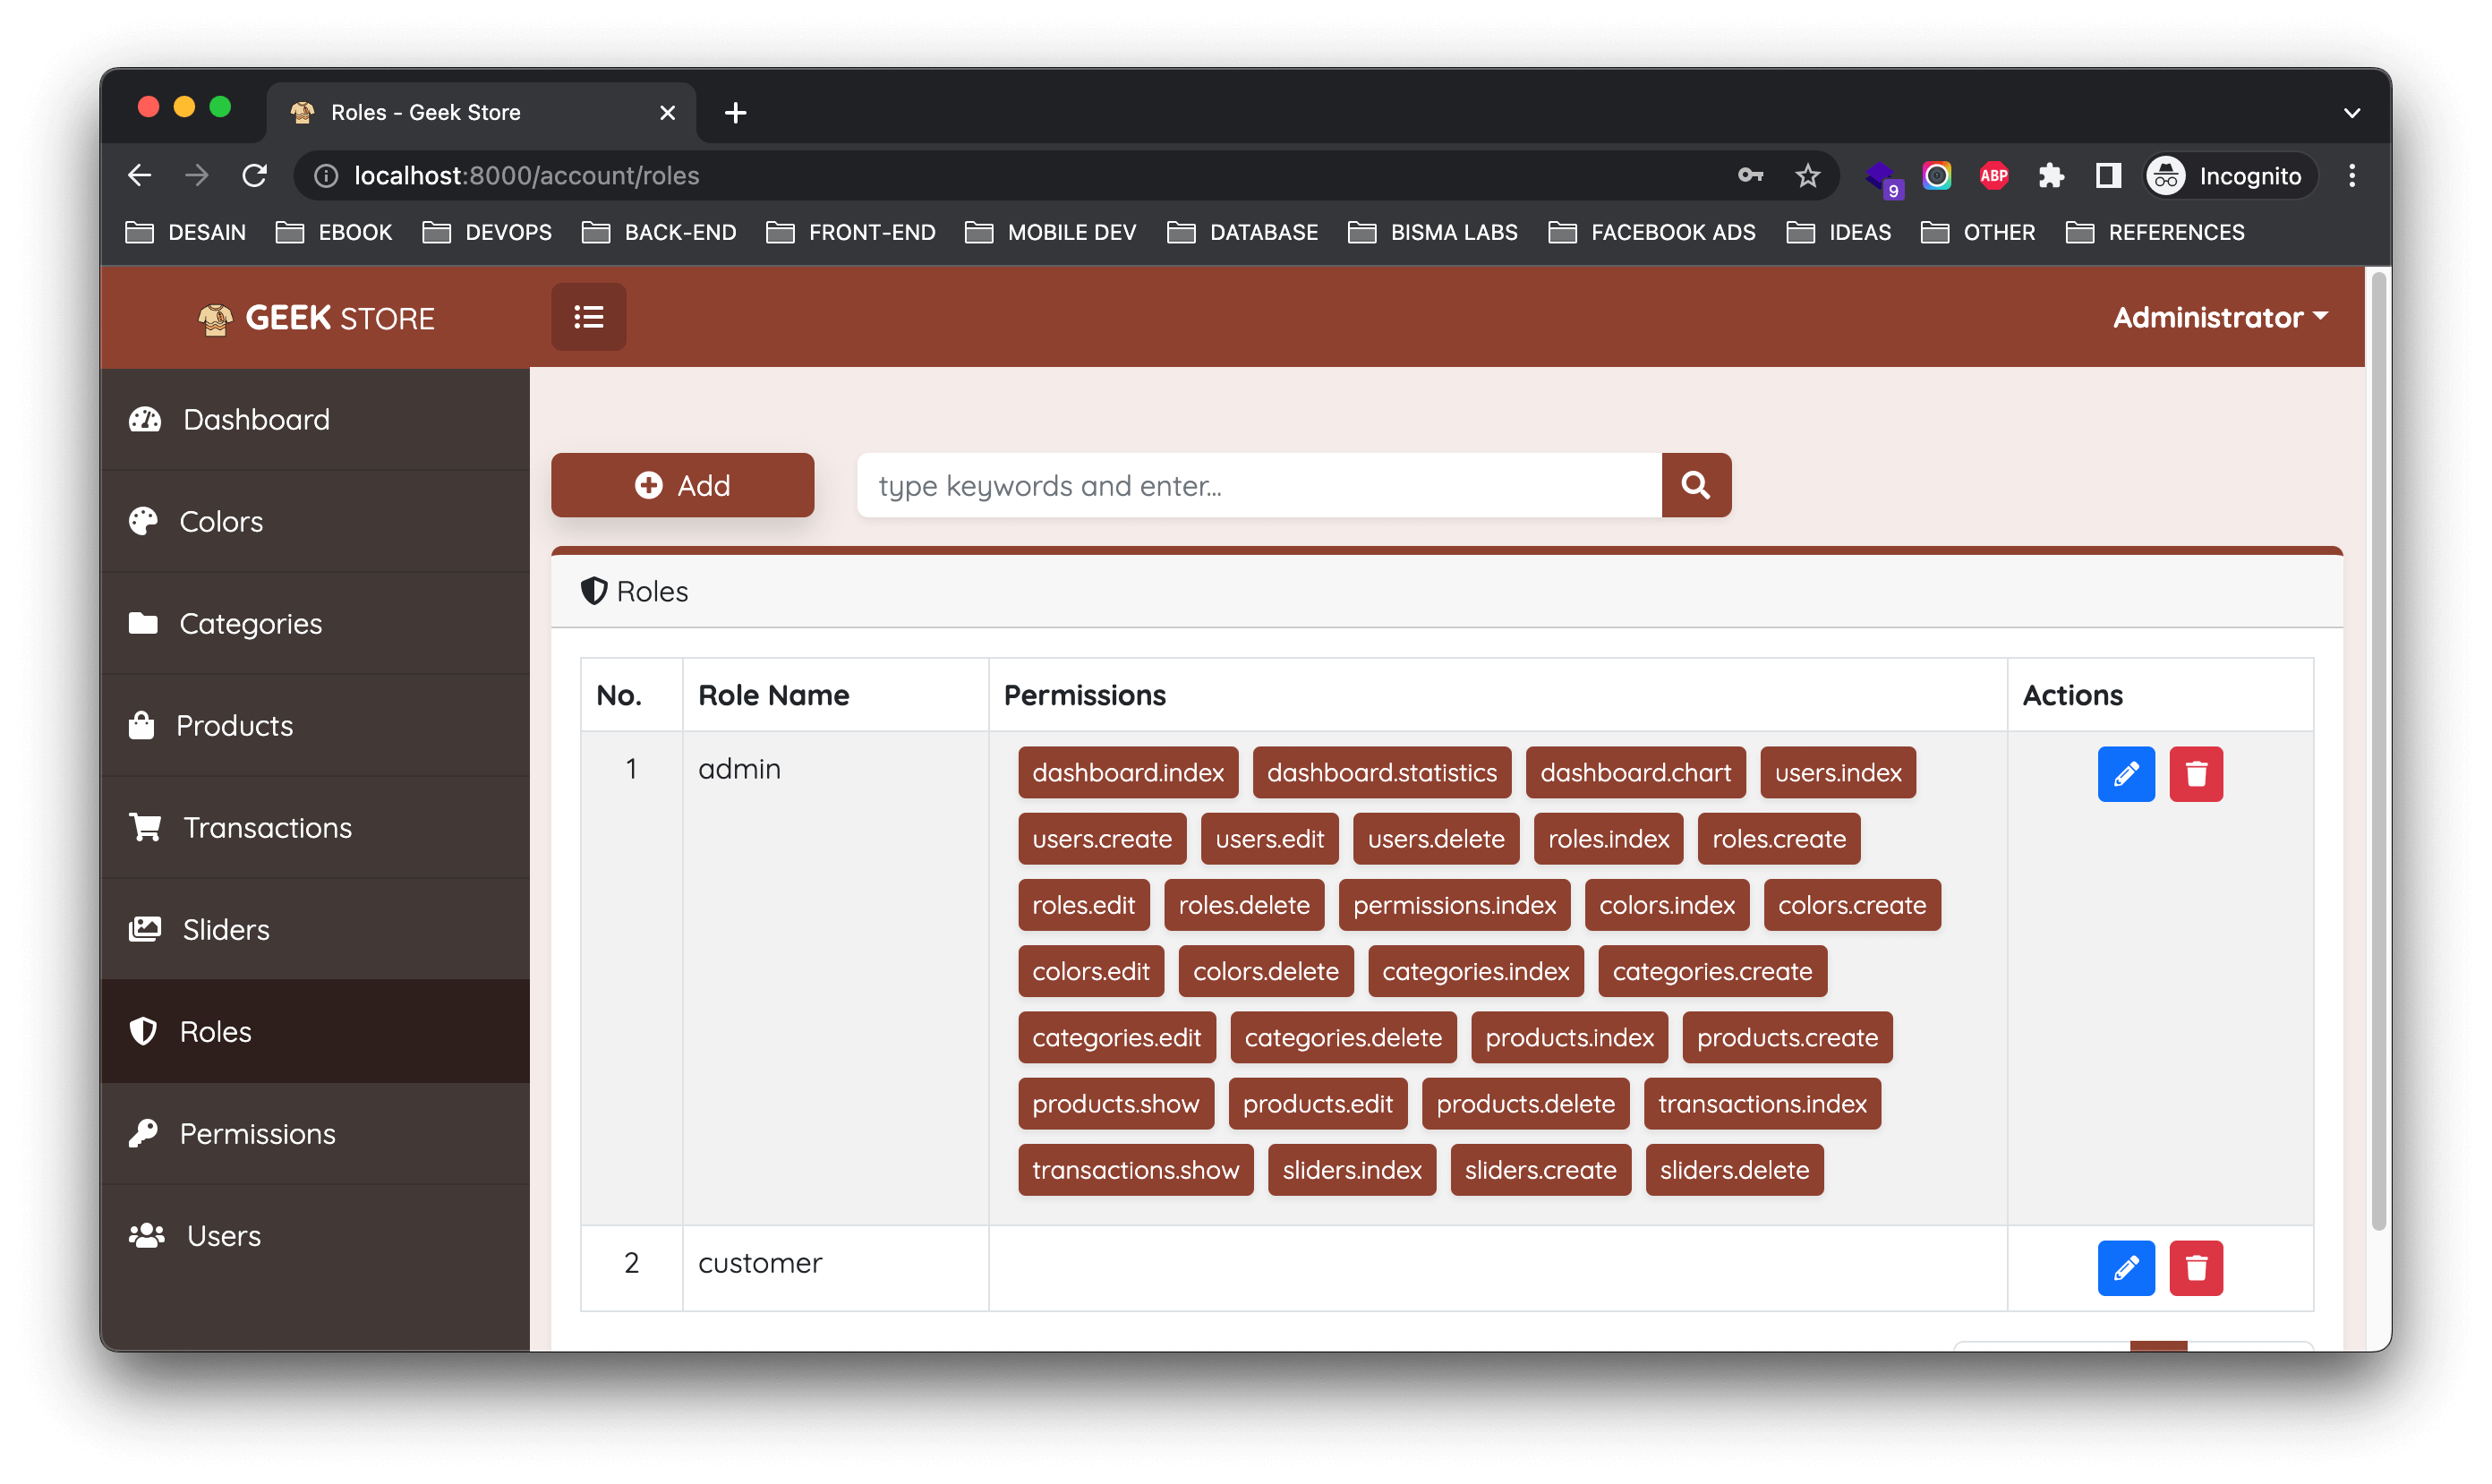 Roles - Geek Store
localhost:8000/account/roles
9
ABP
Incognito
DESAIN EBOOK DEVOPS BACK-END FRONT-END MOBILE DEV DATABASE BISMA LABS FACEBOOK ADS IDEAS OTHER REFERENCES
GEEK STORE
Administrator
Dashboard
Colors
Categories
Products
Transactions
Sliders
Roles
Permissions
Users
Add
type keywords and enter...
Roles
No. Role Name Permissions Actions
1 admin
dashboard.index dashboard.statistics dashboard.chart users.index
users.create users.edit users.delete roles.index roles.create
roles.edit roles.delete permissions.index colors.index colors.create
colors.edit colors.delete categories.index categories.create
categories.edit categories.delete products.index products.create
products.show products.edit products.delete transactions.index
transactions.show sliders.index sliders.create sliders.delete
2 customer